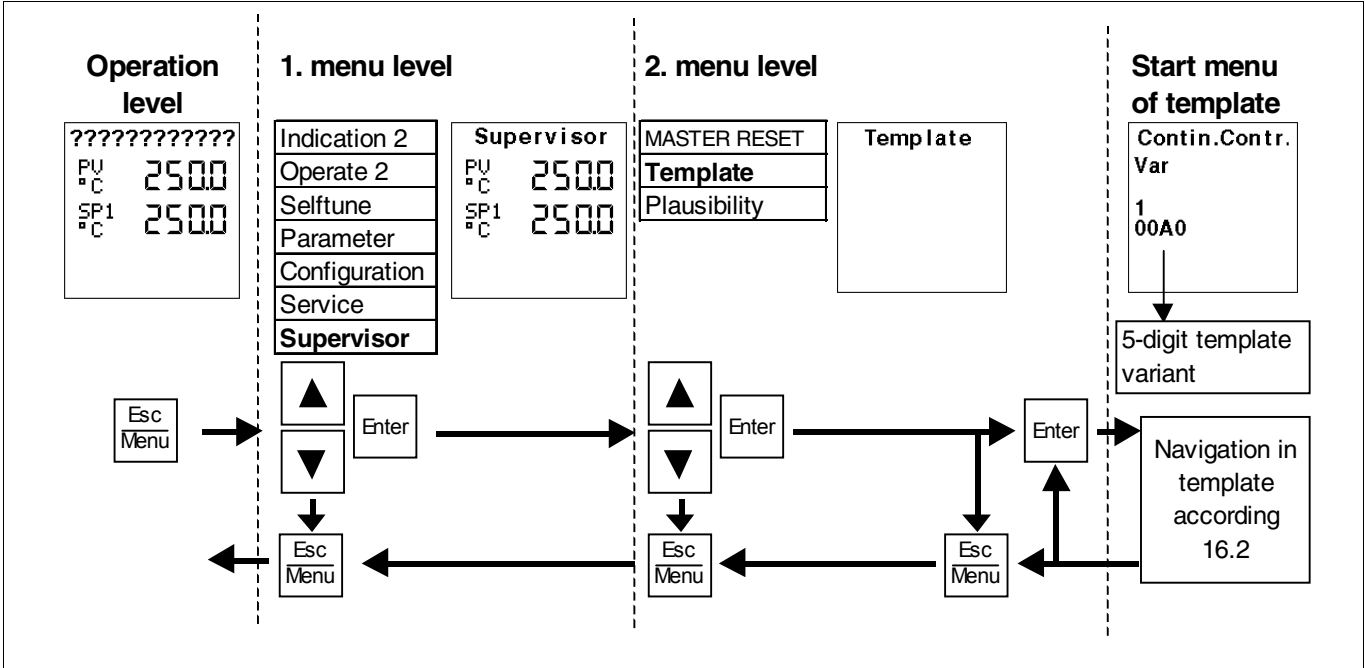 Operation
level
????????????
PV
°C 250.0
SP1
°C 250.0
1. menu level
Indication 2
Operate 2
Selftune
Parameter
Configuration
Service
Supervisor
Supervisor
PV
°C 250.0
SP1
°C 250.0
2. menu level
MASTER RESET
Template
Plausibility
Template
Start menu
of template
Contin.Contr.
Var
1
00A0
5-digit template
variant
Esc
Menu
▲
▼
Enter
Esc
Menu
▲
▼
Enter
Esc
Menu
Enter
Esc
Menu
Navigation in
template
according
16.2